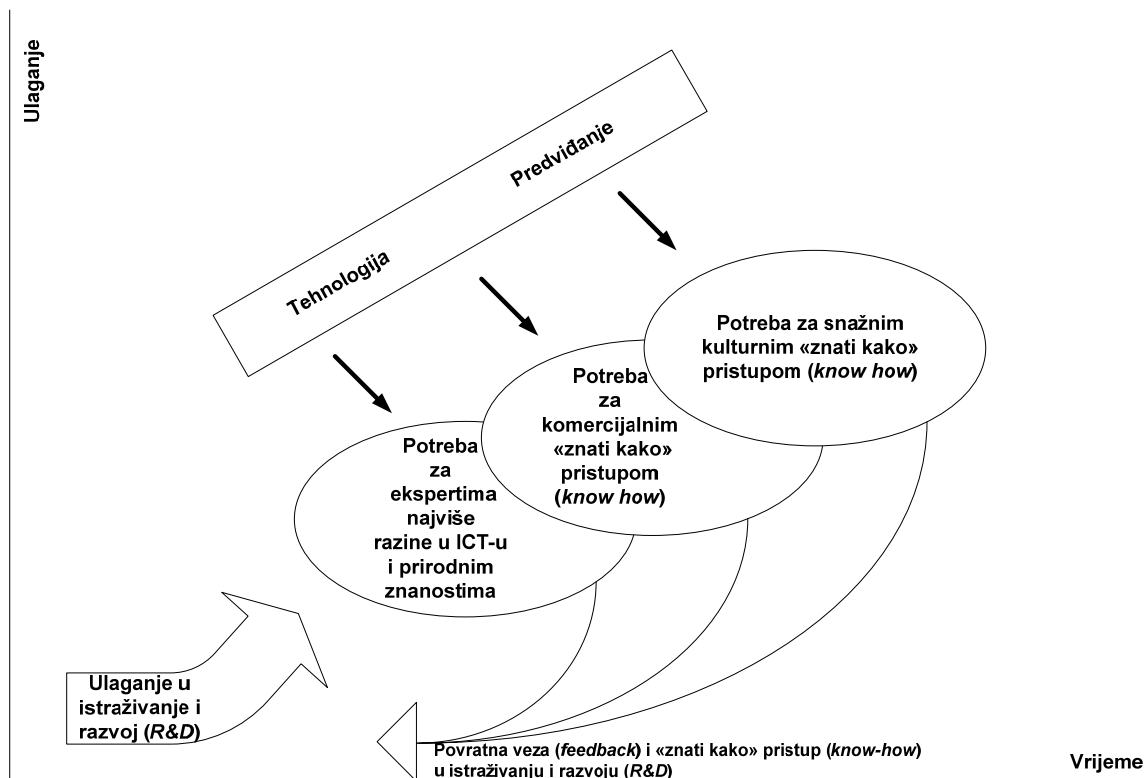 Ulaganje
Predviđanje
Tehnologija
Potreba za snažnim
kulturnim «znati kako»
pristupom (know how)
Potreba
za
komercijalnim
«znati kako»
pristupom
(know how)
Potreba
za
ekspertima
najviše
razine u ICT-u
i prirodnim
znanostima
Ulaganje u
istraživanje i
razvoj (R&D)
Povratna veza (feedback) i «znati kako» pristup (know-how)
u istraživanju i razvoju (R&D)
Vrijeme